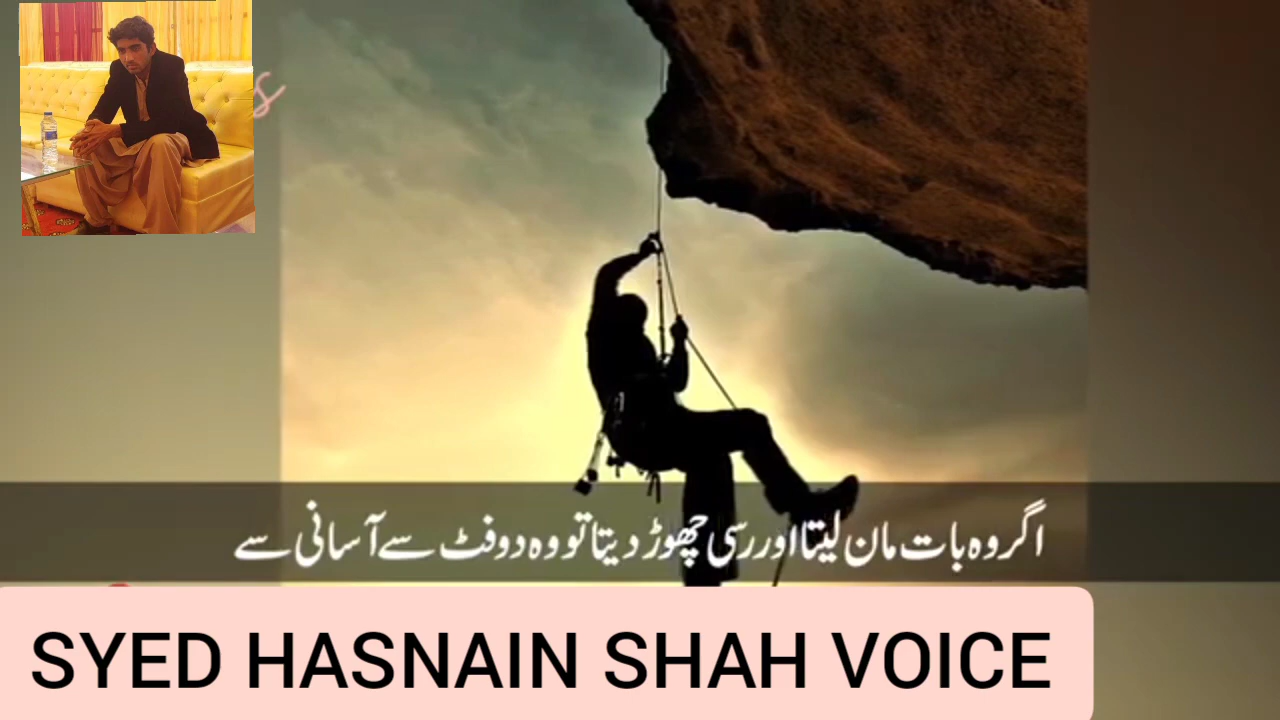 اگر وہ بات مان لیتا اور رسی چھوڑ دیتا تو وہ دو فٹ سے آسانی سے
SYED HASNAIN SHAH VOICE